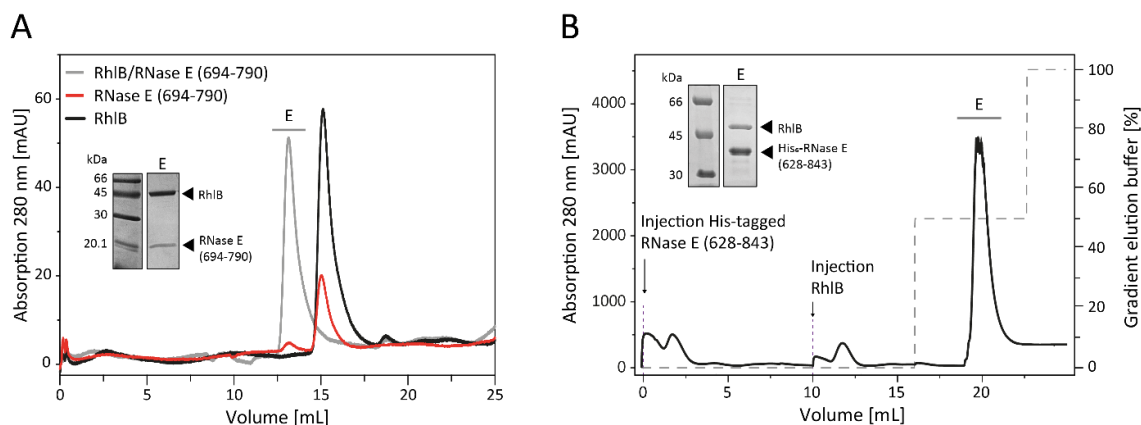 A
Absorption 280 nm [mAU]
60
40
20
0
RhlB/RNase E (694-790)
RNase E (694-790)
RhlB
E
kDa
E
66
45
30
20.1
RhlB
RNase E
(694-790)
0
5
10
15
20
25
Volume [mL]
B
Absorption 280 nm [mAU]
4000
3500
3000
2000
1000
0
kDa
E
66
45
30
RhlB
His₆-RNase E
(628-843)
E
Injection His-tagged
RNase E (628-843)
Injection
RhlB
0
5
10
15
20
Volume [mL]
100
80
60
40
20
0
Gradient elution buffer [%]